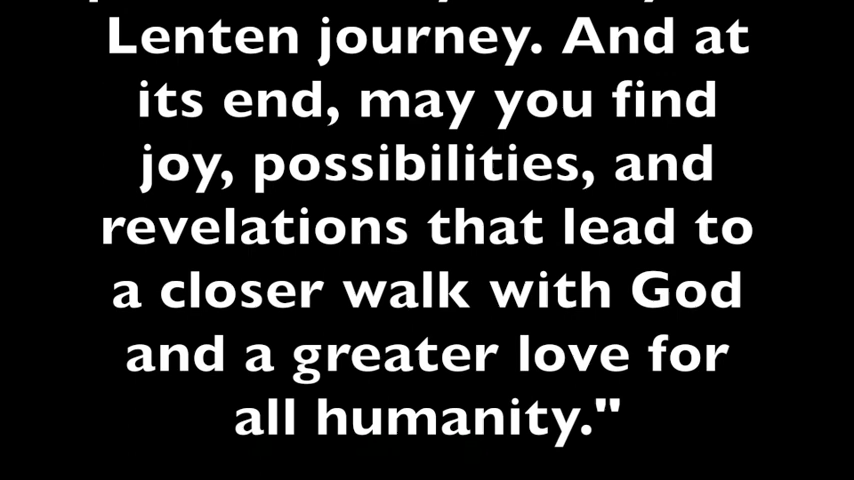 Lenten journey. And at
its end, may you find
joy, possibilities, and
revelations that lead to
a closer walk with God
and a greater love for
all humanity."